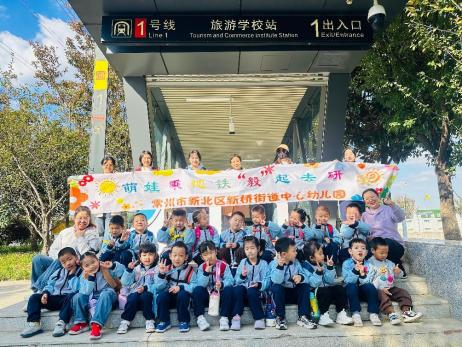 1 号线
Line 1
旅游学校站
Tourism and Commerce institute Station
1出入口
Exit/Entrance
萌娃乘地铁“毅”起去研
常州市新北区新桥街道中心幼儿园